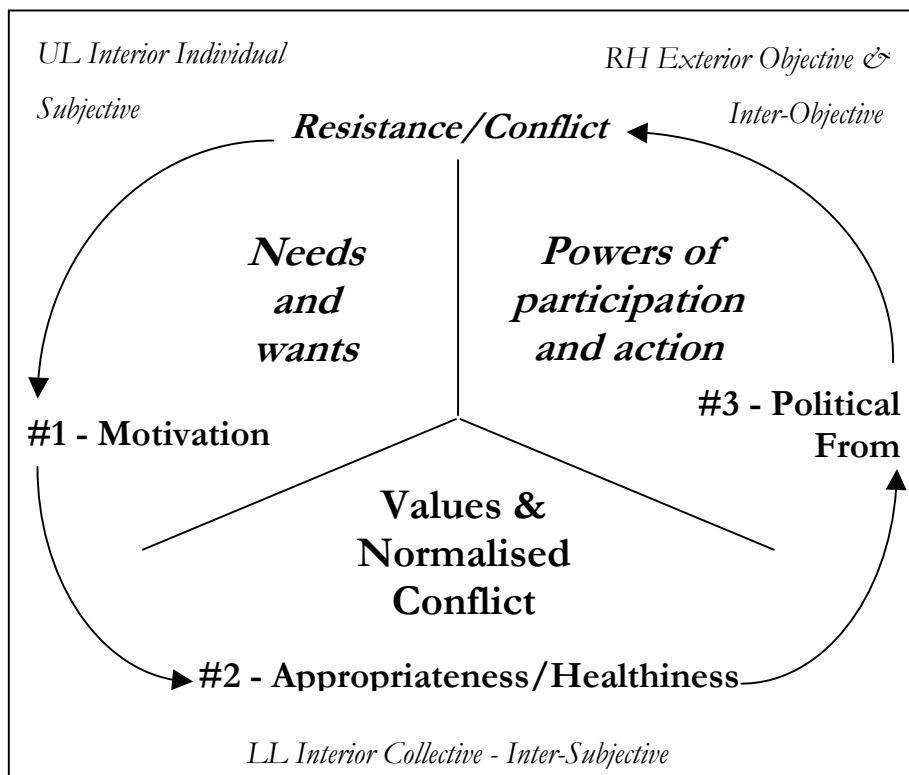 UL Interior Individual
Subjective
RH Exterior Objective &
Inter-Objective
Resistance/Conflict
Needs
and
wants
Powers of
participation
and action
#1 - Motivation
#3 - Political
From
Values &
Normalised
Conflict
#2 - Appropriateness/Healthiness
LL Interior Collective - Inter-Subjective